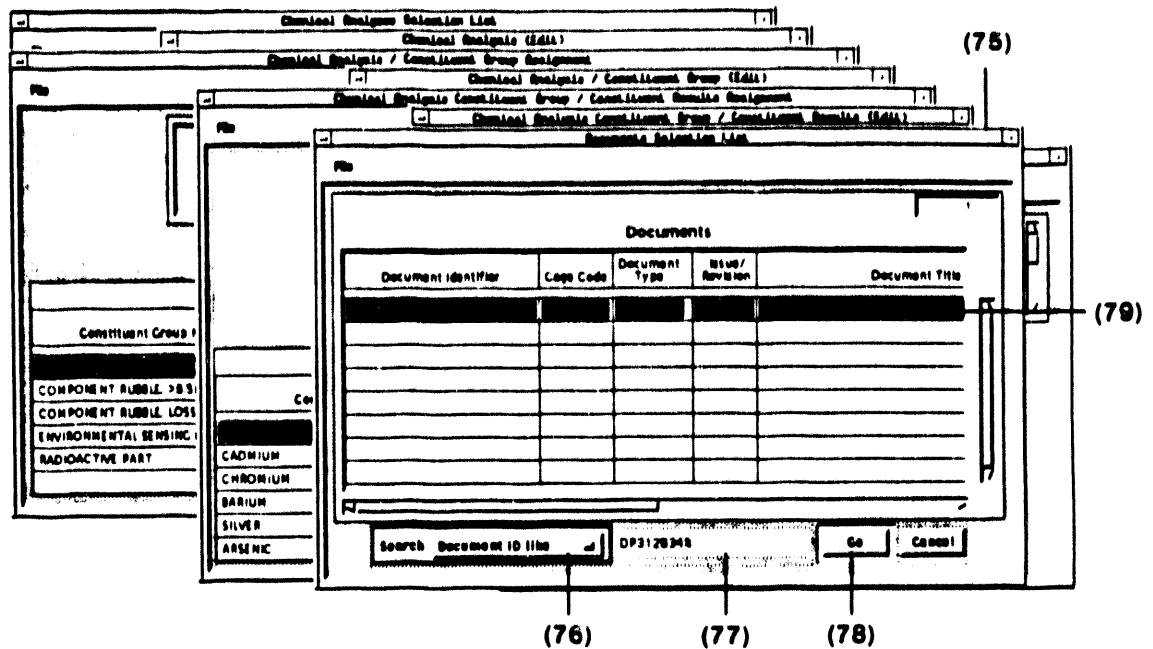 Chemical Analyses Selection List
Chemical Analysis (Edit)
Chemical Analysis / Constituent Group Assignment
Chemical Analysis / Constituent Group (Edit)
Chemical Analysis Constituent Group / Constituent Results Assignment
Chemical Analysis Constituent Group / Constituent Results (Edit)
Documents Selection List
(75)
File
File
File
Documents
Document Identifier Cage Code Document Type Issue/ Revision Document Title
(79)
Constituent Group
COMPONENT RUBBLE
COMPONENT RUBBLE LOSS
ENVIRONMENTAL SENSING
RADIOACTIVE PART
CADMIUM
CHROMIUM
BARIUM
SILVER
ARSENIC
Search Document ID like
Go Cancel
(76) (77) (78)